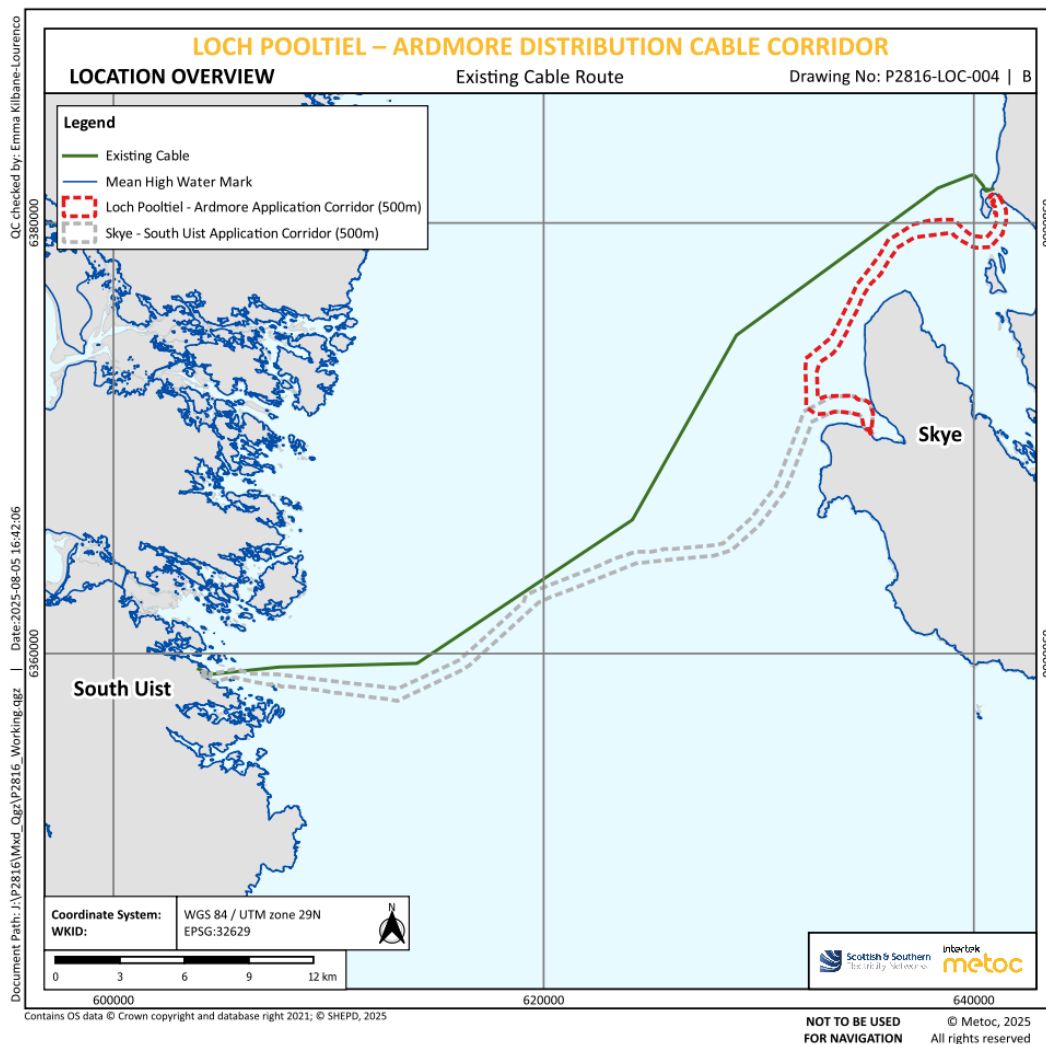 LOCH POOLTIEL – ARDMORE DISTRIBUTION CABLE CORRIDOR
LOCATION OVERVIEW
Existing Cable Route
Drawing No: P2816-LOC-004 | B
QC checked by: Emma Kilbane-Lourenco
Date:2025-08-05 16:42:06
|
Document Path: J:\P2816\Mxd_Qgz\P2816_Working.qgz
Legend
Existing Cable
Mean High Water Mark
Loch Pooltiel - Ardmore Application Corridor (500m)
Skye - South Uist Application Corridor (500m)
6380000
6380000
Skye
6360000
6360000
South Uist
Coordinate System:
WGS 84 / UTM zone 29N
WKID:
EPSG:32629
N
0 3 6 9 12 km
Scottish & Southern
Electricity Networks
intertek
metoc
600000
620000
640000
Contains OS data © Crown copyright and database right 2021; © SHEPD, 2025
NOT TO BE USED
FOR NAVIGATION
© Metoc, 2025
All rights reserved